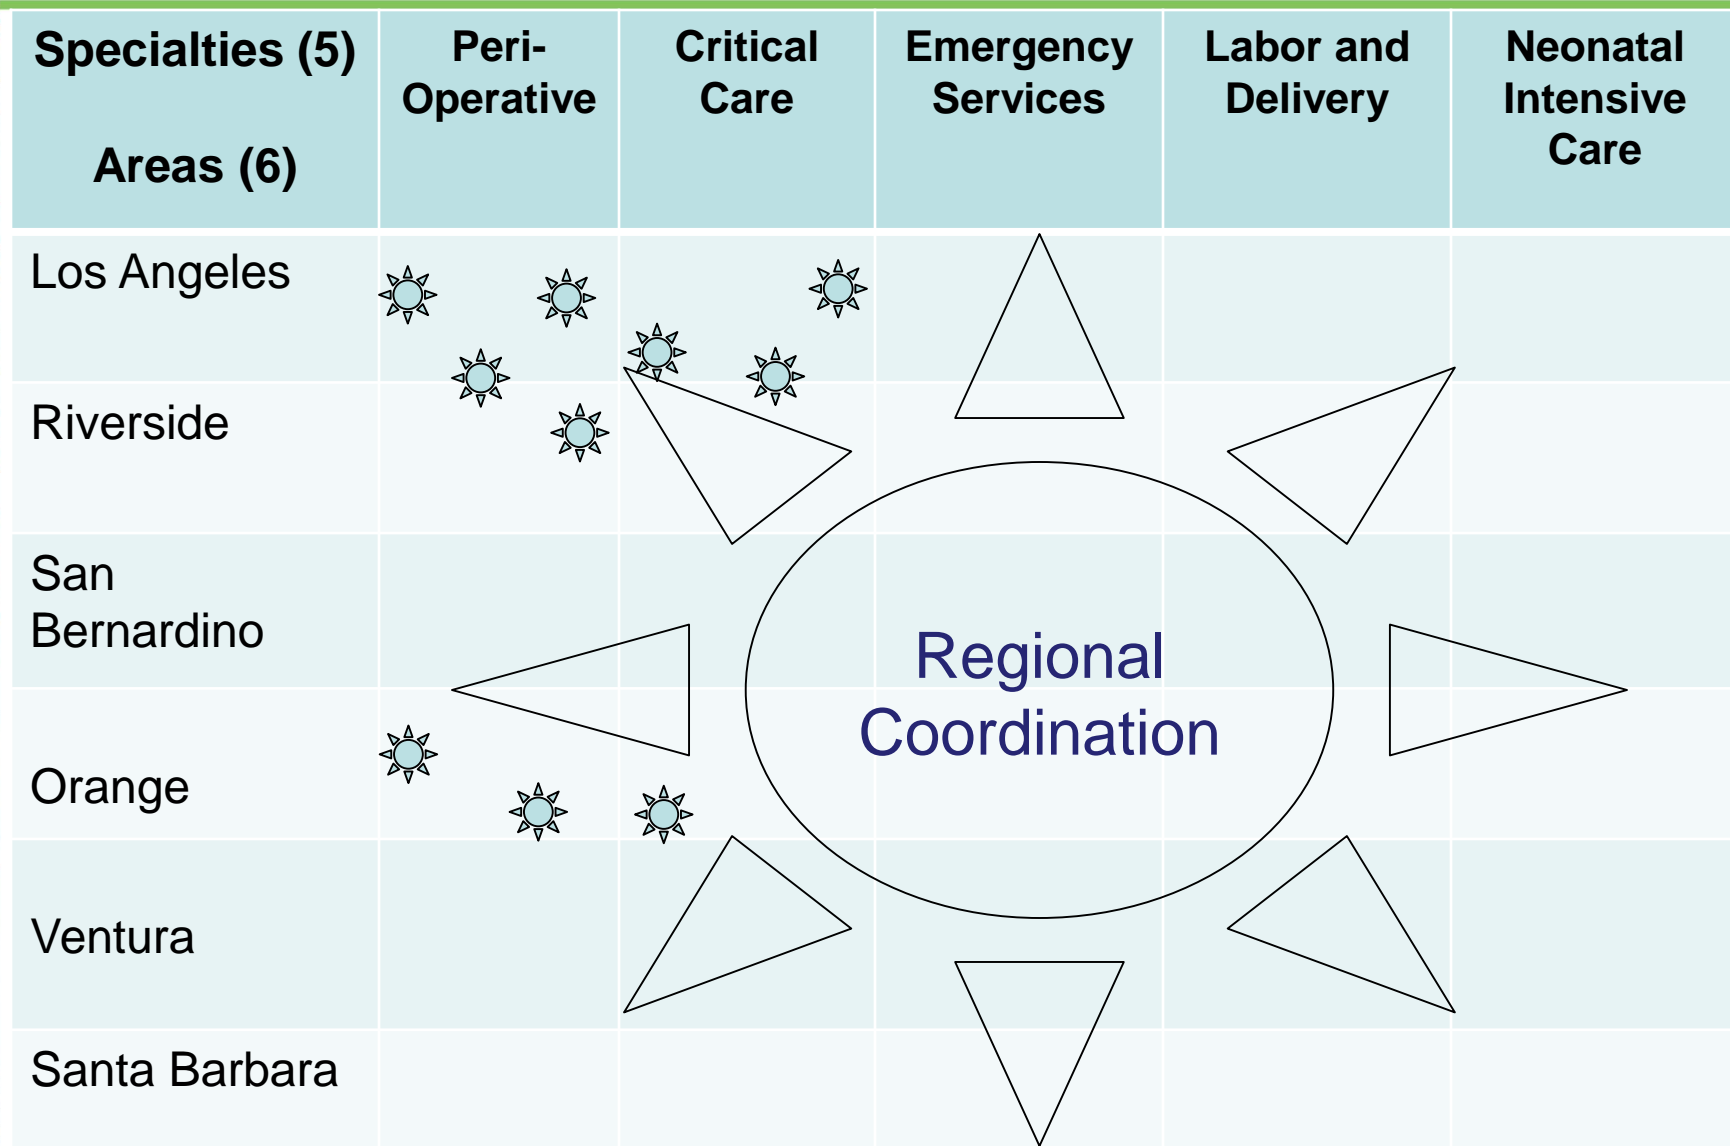 Specialties (5)
Areas (6)
Peri-
Operative
Critical
Care
Emergency
Services
Labor and
Delivery
Neonatal
Intensive
Care
Los Angeles
Riverside
San
Bernardino
Orange
Ventura
Santa Barbara
Regional
Coordination